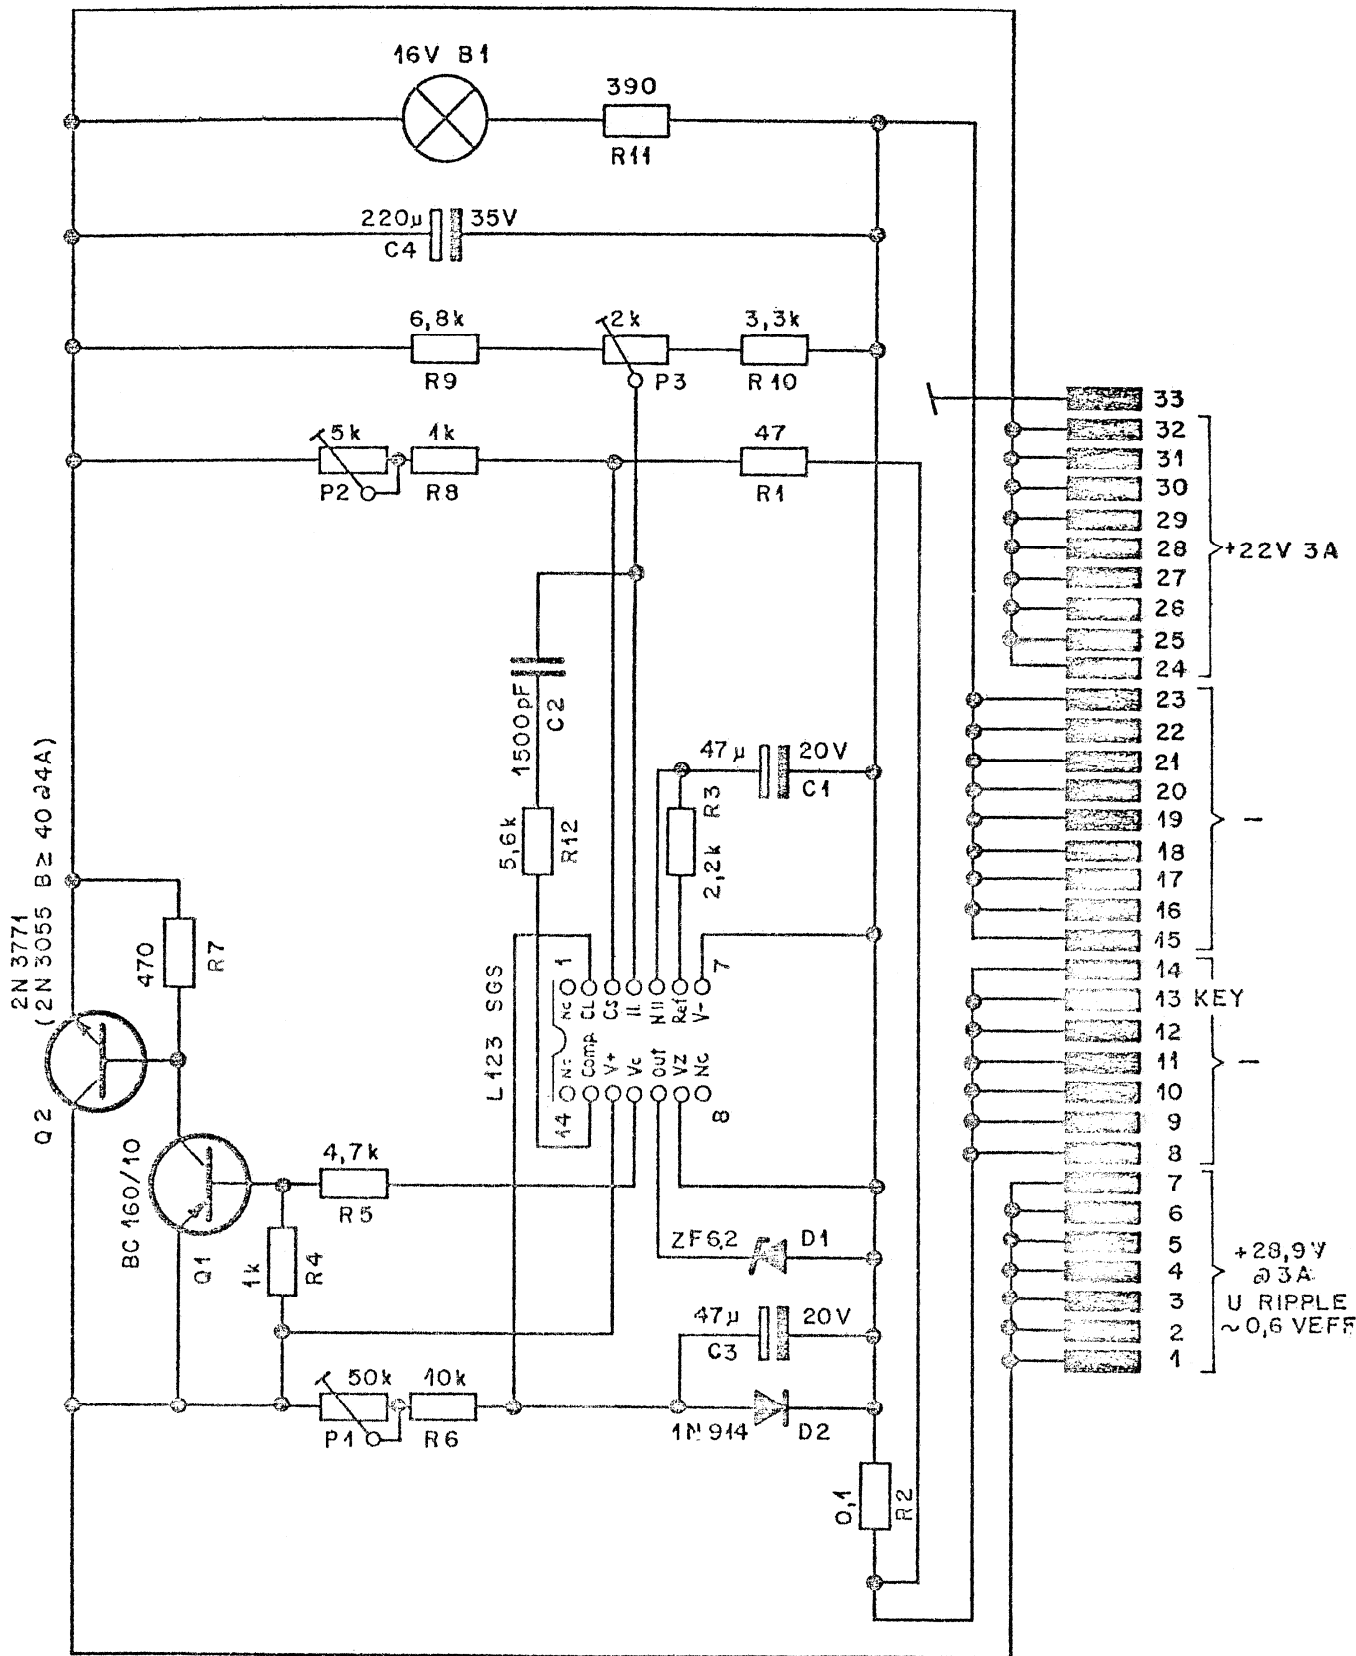 16V B1
390
R11
220µ 35V
C4
6,8k
R9
2k
P3
3,3k
R10
5k
P2
1k
R8
47
R1
1500pF
C2
5,6k
R12
47µ 20V
C1
R3
2,2k
2N 3771
(2N 3055 B≥ 40 @ 4A)
Q2
470
R7
BC 160/10
Q1
4,7k
R5
1k
R4
L123 SGS
1
7
14
8
Nc CL CS IL NII Ref V-
Nc Comp V+ Vc Out Vz Nc
ZF6,2 D1
47µ 20V
C3
1N914 D2
50k
P1
10k
R6
0,1
R2
33
32
31
30
29
28
27
26
25
24
+22V 3A
23
22
21
20
19
18
17
16
15
–
14
13 KEY
12
11
10
9
8
–
7
6
5
4
3
2
1
+28,9V
@ 3A
U RIPPLE
~0,6 VEFF